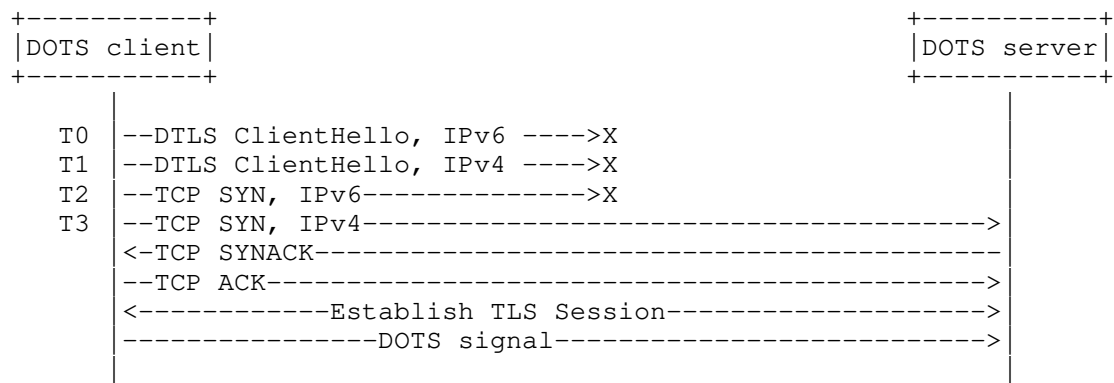 +-----------+                                           +-----------+
|DOTS client|                                           |DOTS server|
+-----------+                                           +-----------+
      |                                                       |
   T0 |--DTLS ClientHello, IPv6 ---->X                        |
   T1 |--DTLS ClientHello, IPv4 ---->X                        |
   T2 |--TCP SYN, IPv6-------------->X                        |
   T3 |--TCP SYN, IPv4--------------------------------------->|
      |<-TCP SYNACK-------------------------------------------|
      |--TCP ACK--------------------------------------------->|
      |<------------Establish TLS Session-------------------->|
      |----------------DOTS signal--------------------------->|
      |                                                       |